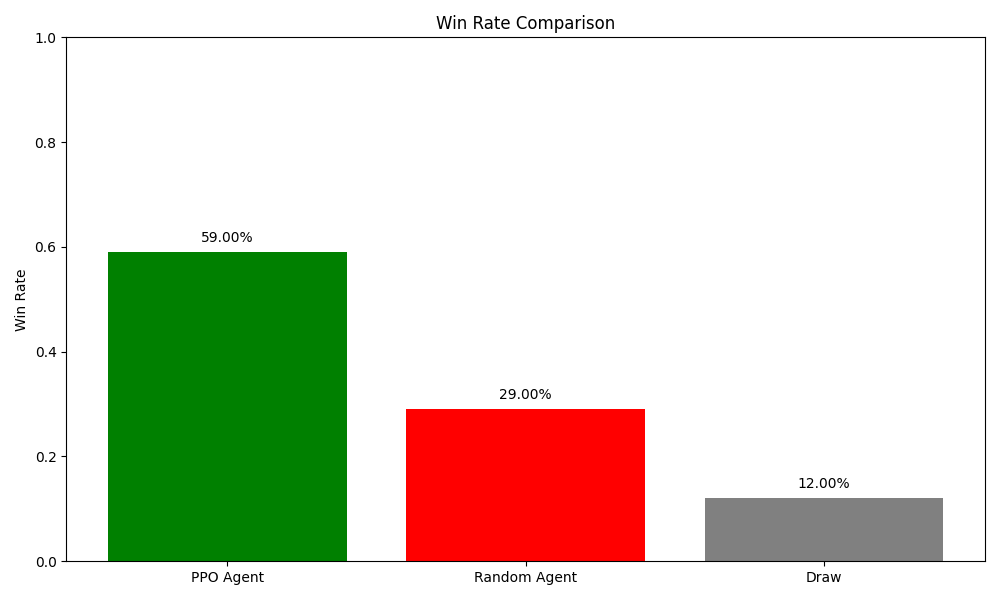 Win Rate Comparison
1.0
0.8
0.6
0.4
0.2
0.0
Win Rate
59.00%
29.00%
12.00%
PPO Agent
Random Agent
Draw